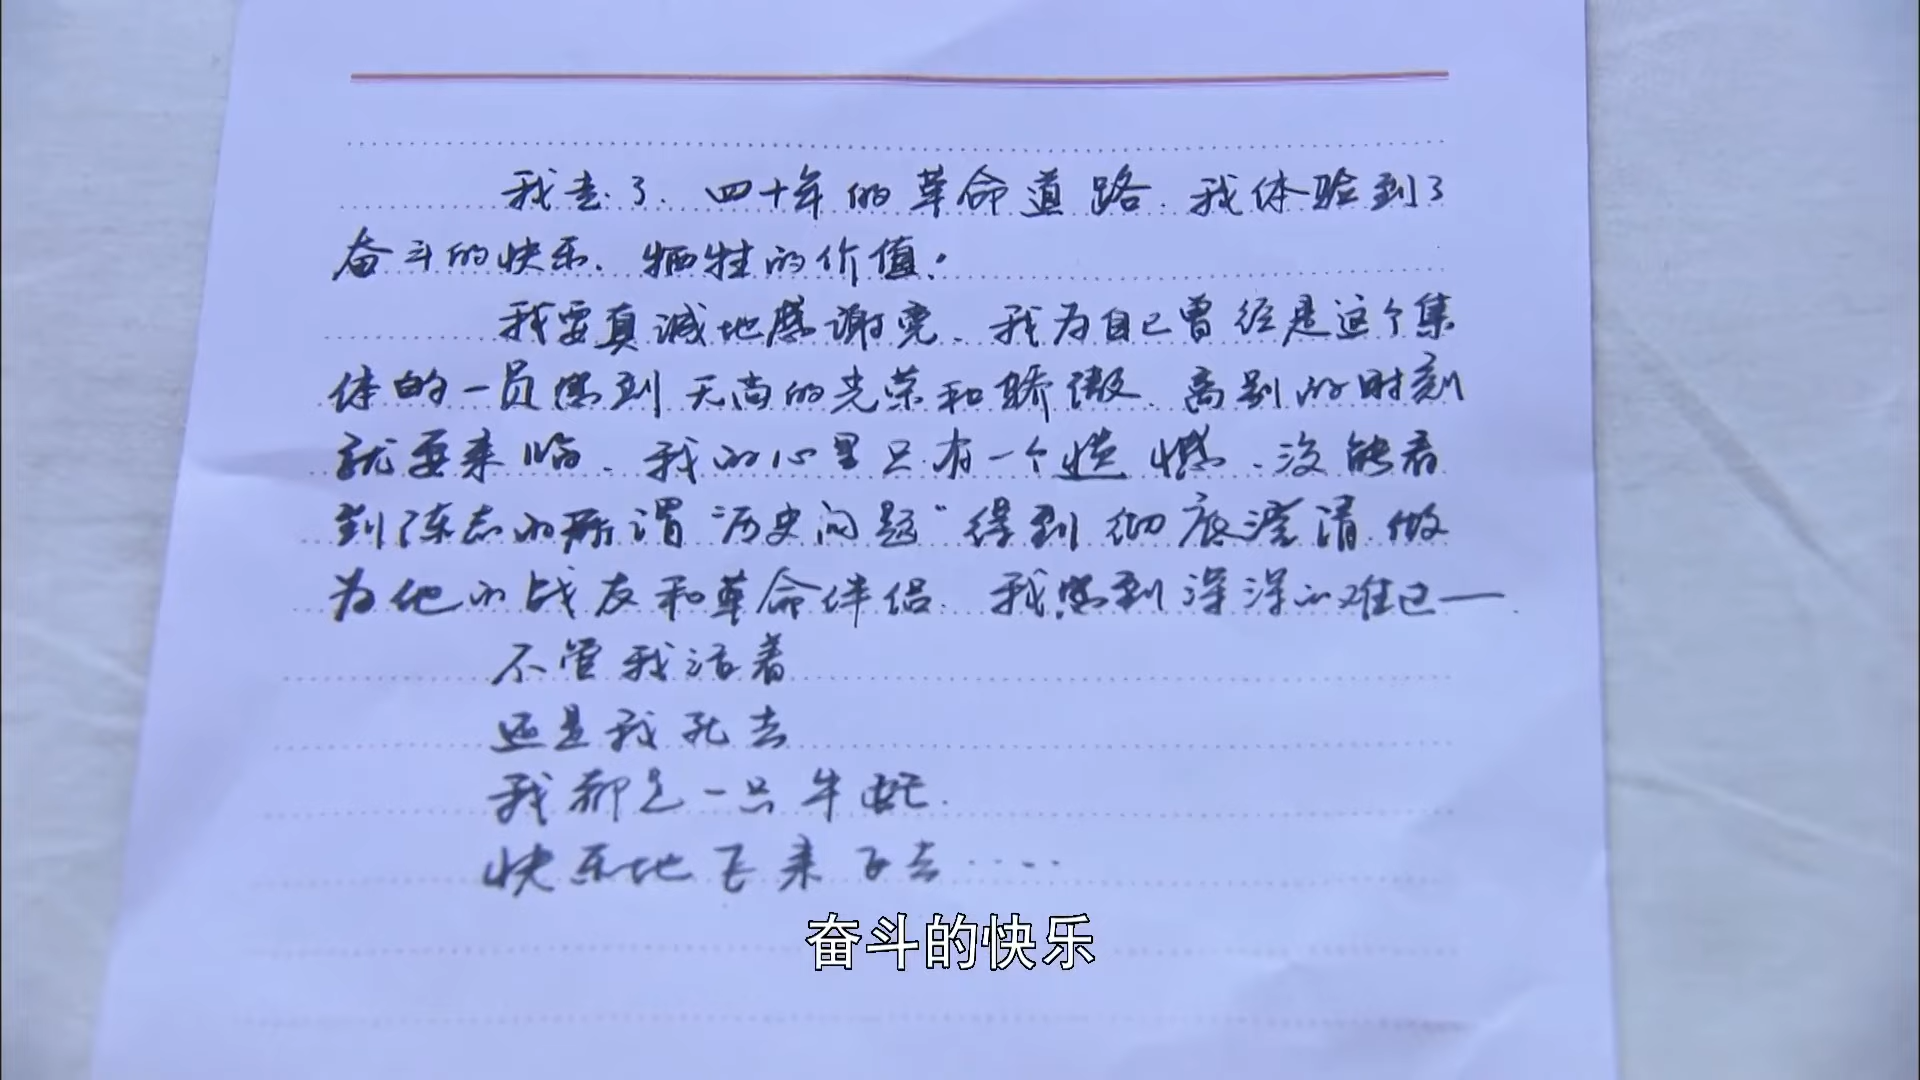 我走了、四十年的革命道路、我体验到了
奋斗的快乐、牺牲的价值!
我要真诚地感谢党、我为自己曾经是这个集
体的一员感到无尚的光荣和骄傲、离别的时刻
就要来临、我的心里只有一个遗憾、没能看
到陈志的所谓“历史问题”得到彻底澄清、做
为他的战友和革命伴侣、我感到深深的难过——
不管我活着
还是我死去
我都是一只牛虻、
快乐地飞来飞去……
奋斗的快乐